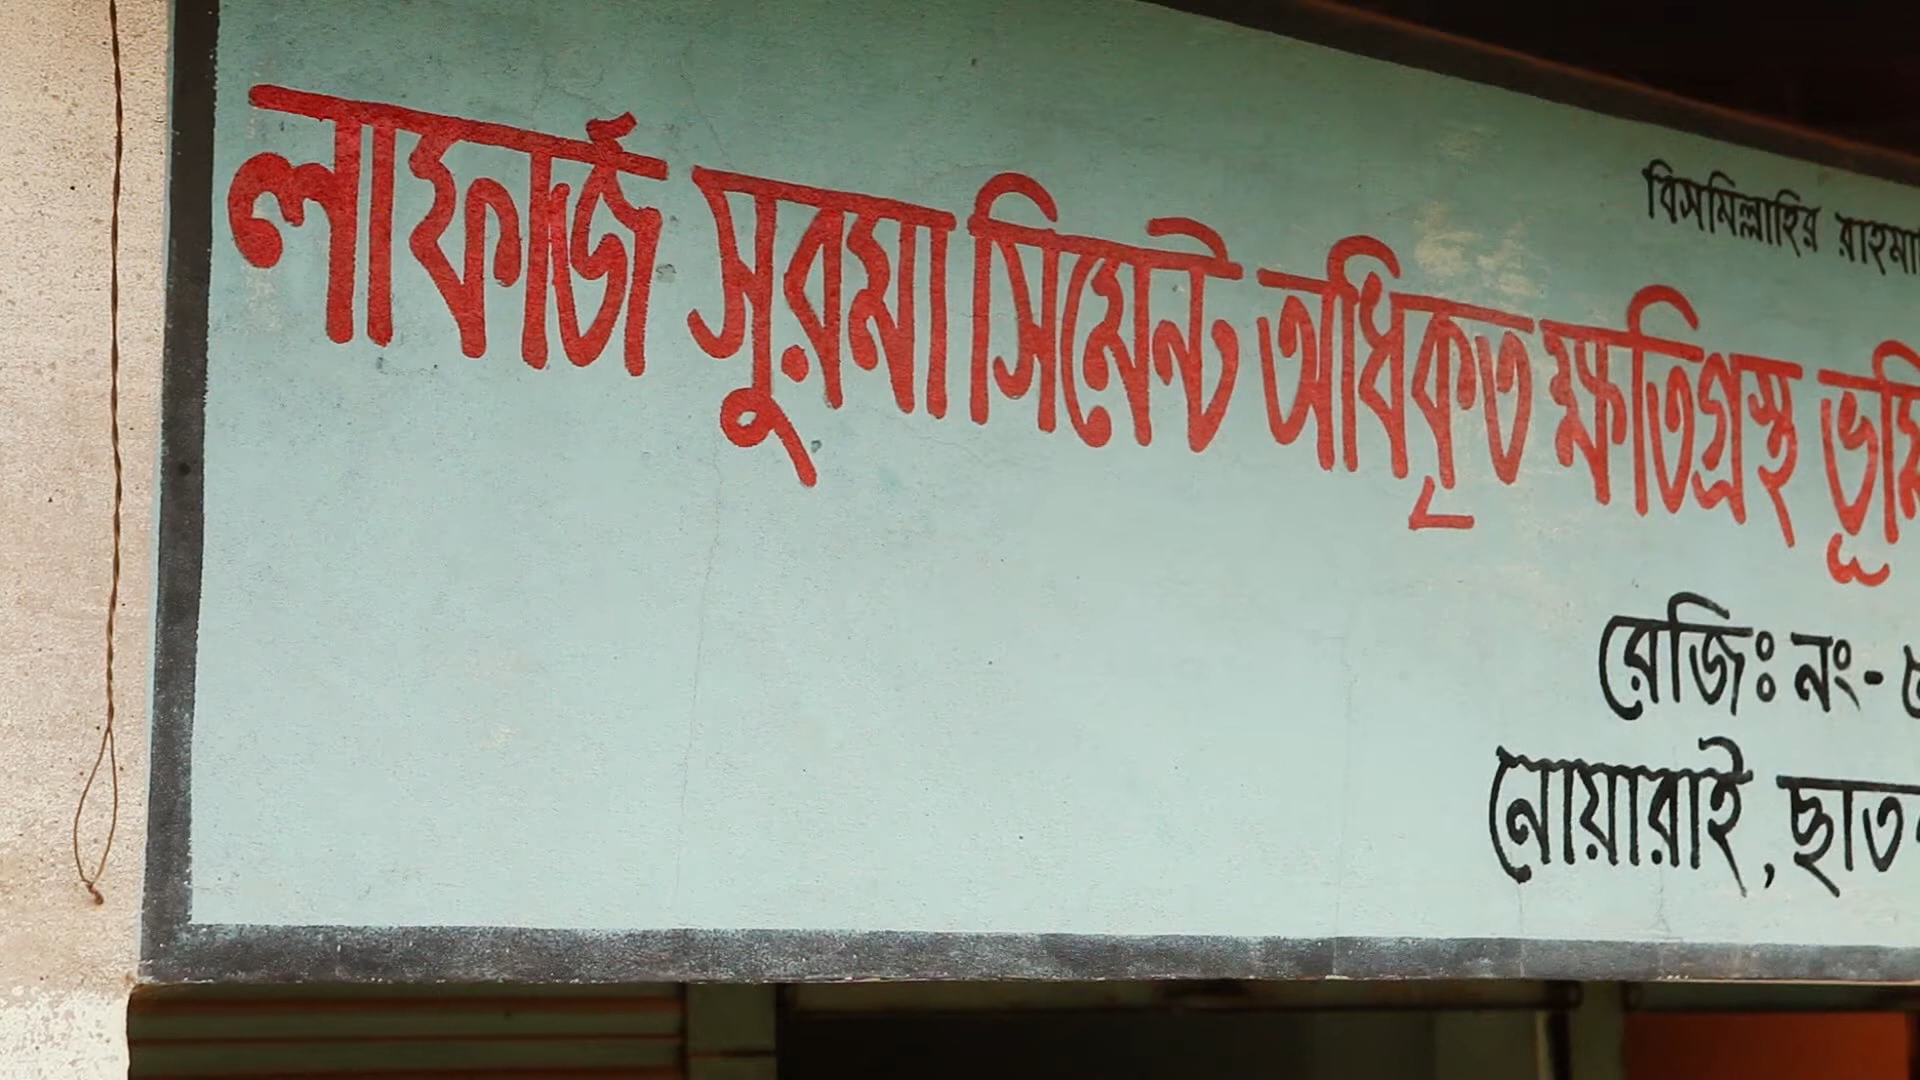 বিসমিল্লাহির
লাফার্জ সুরমা সিমেন্ট অধিকৃত ক্ষতিগ্রস্থ
রেজিঃ নং-
নোয়ারাই,